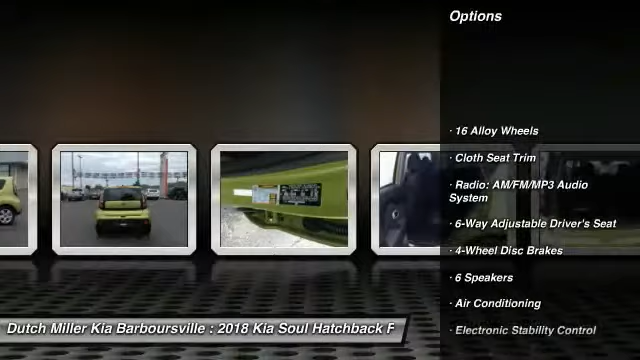 Options
· 16 Alloy Wheels
· Cloth Seat Trim
· Radio: AM/FM/MP3 Audio
System
· 6-Way Adjustable Driver's Seat
· 4-Wheel Disc Brakes
· 6 Speakers
· Air Conditioning
· Electronic Stability Control
Dutch Miller Kia Barboursville : 2018 Kia Soul Hatchback F